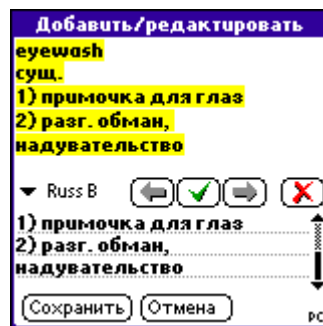 Добавить/редактировать
eyewash
сущ.
1) примочка для глаз
2) разг. обман,
надувательство
Russ B
1) примочка для глаз
2) разг. обман,
надувательство
Сохранить Отмена